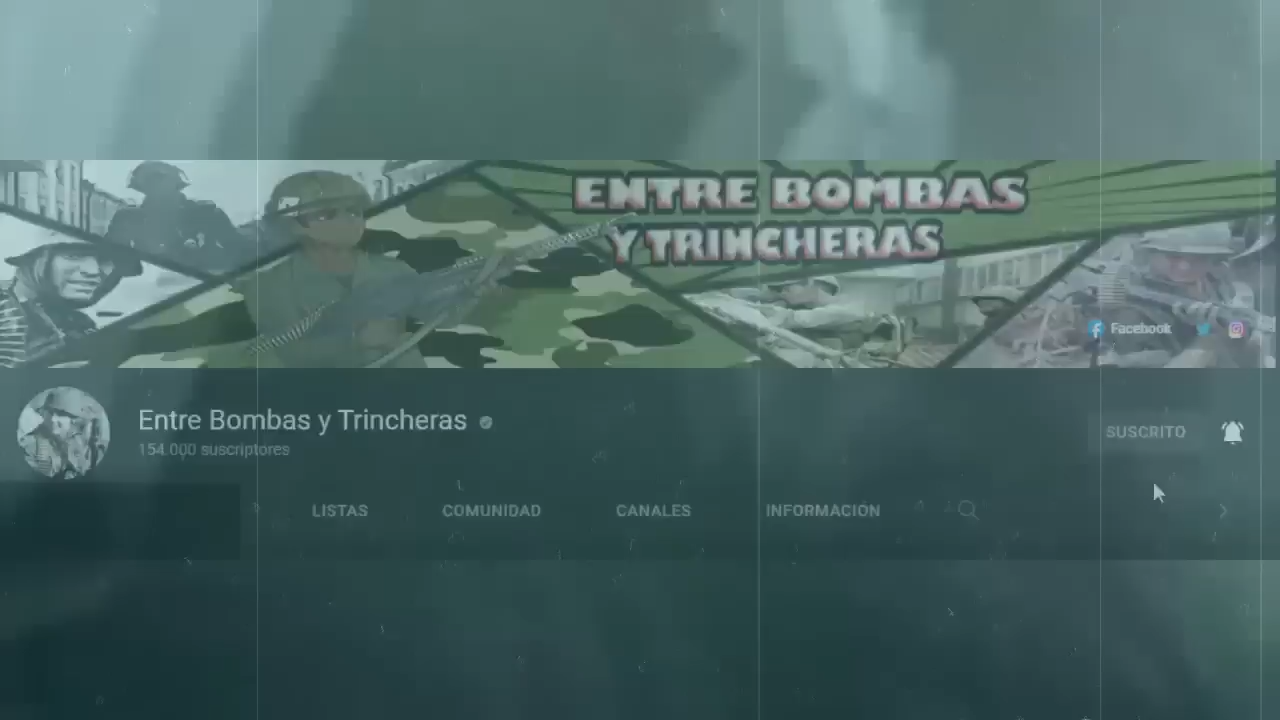 ENTRE BOMBAS
Y TRINCHERAS
Facebook
Entre Bombas y Trincheras
154.000 suscriptores
SUSCRITO
LISTAS COMUNIDAD CANALES INFORMACIÓN